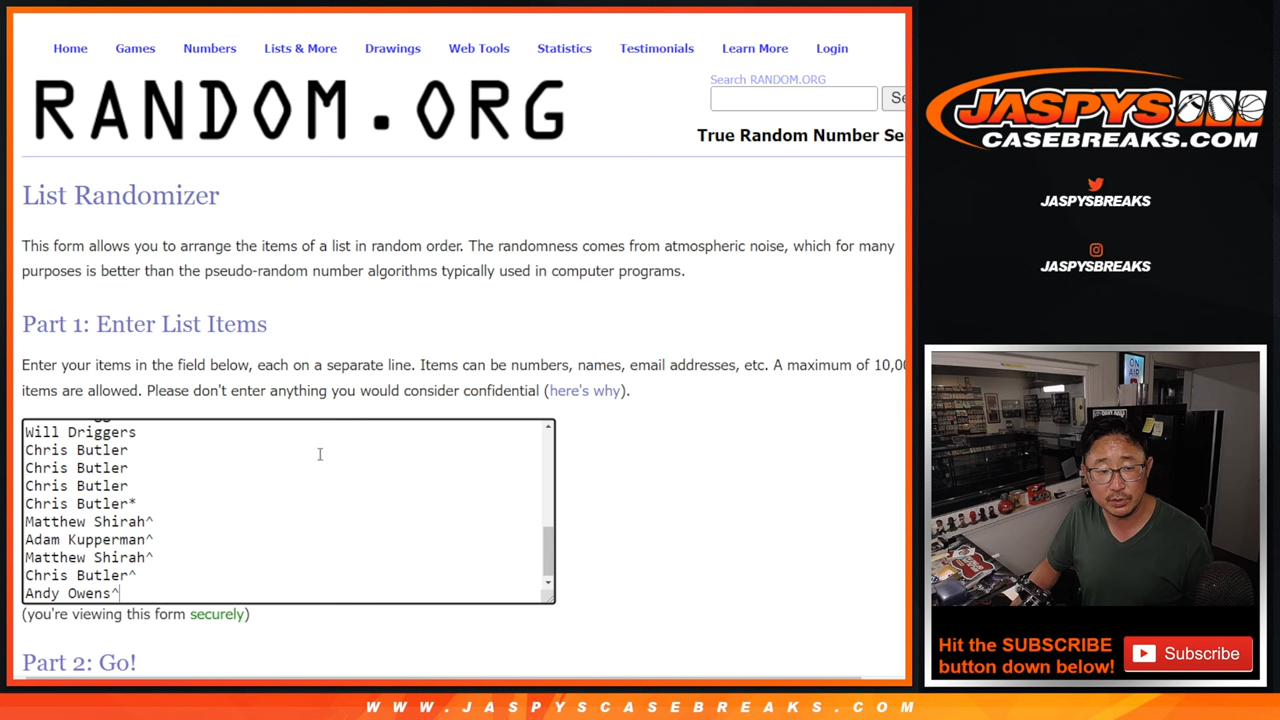 Home Games Numbers Lists & More Drawings Web Tools Statistics Testimonials Learn More Login
RANDOM.ORG
Search RANDOM.ORG
Se
True Random Number Se
List Randomizer
This form allows you to arrange the items of a list in random order. The randomness comes from atmospheric noise, which for many
purposes is better than the pseudo-random number algorithms typically used in computer programs.
Part 1: Enter List Items
Enter your items in the field below, each on a separate line. Items can be numbers, names, email addresses, etc. A maximum of 10,00
items are allowed. Please don't enter anything you would consider confidential (here's why).
Will Driggers
Chris Butler
Chris Butler
Chris Butler
Chris Butler*
Matthew Shirah^
Adam Kupperman^
Matthew Shirah^
Chris Butler^
Andy Owens^
(you're viewing this form securely)
Part 2: Go!
JASPYS
CASEBREAKS.COM
JASPYSBREAKS
JASPYSBREAKS
ON AIR
Hit the SUBSCRIBE
button down below!
Subscribe
WWW.JASPYSCASEBREAKS.COM